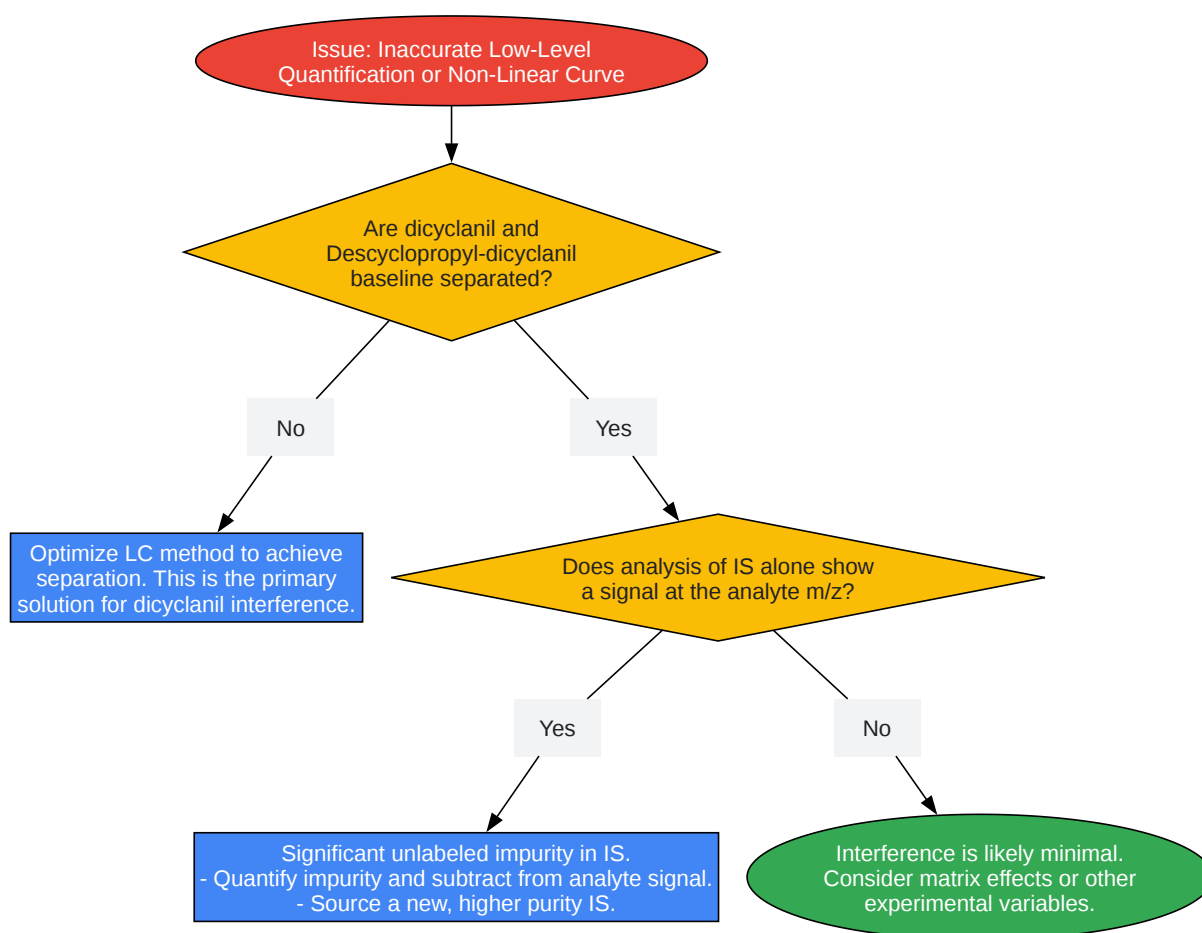 Issue: Inaccurate Low-Level
Quantification or Non-Linear Curve
Are dicyclanil and
Descyclopropyl-dicyclanil
baseline separated?
No
Yes
Optimize LC method to achieve
separation. This is the primary
solution for dicyclanil interference.
Does analysis of IS alone show
a signal at the analyte m/z?
Yes
No
Significant unlabeled impurity in IS.
- Quantify impurity and subtract from analyte signal.
- Source a new, higher purity IS.
Interference is likely minimal.
Consider matrix effects or other
experimental variables.